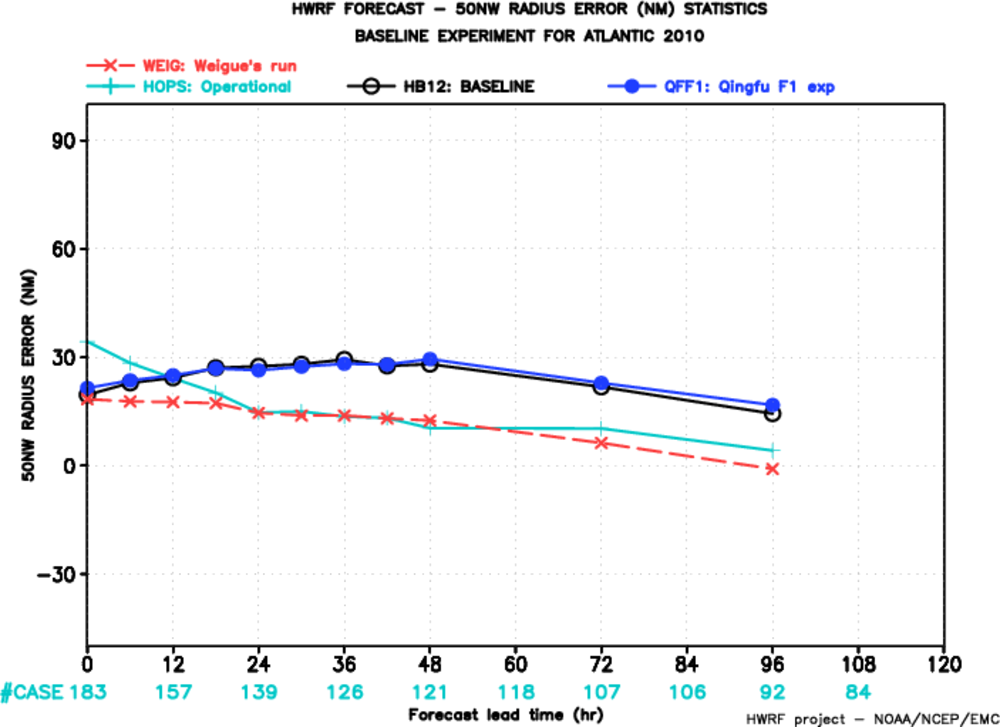 HWRF FORECAST – 50NW RADIUS ERROR (NM) STATISTICS
BASELINE EXPERIMENT FOR ATLANTIC 2010
WEIG: Weigue's run
HOPS: Operational HB12: BASELINE QFF1: Qingfu F1 exp
90
60
30
0
–30
50NW RADIUS ERROR (NM)
0 12 24 36 48 60 72 84 96 108 120
#CASE 183 157 139 126 121 118 107 106 92 84
Forecast lead time (hr)
HWRF project – NOAA/NCEP/EMC